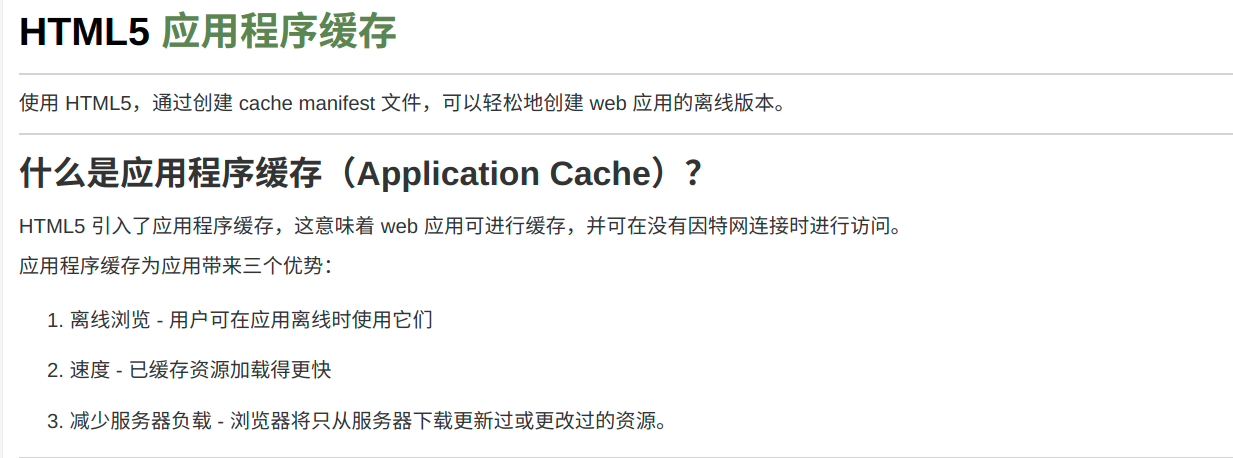 HTML5 应用程序缓存
使用 HTML5，通过创建 cache manifest 文件，可以轻松地创建 web 应用的离线版本。
什么是应用程序缓存（Application Cache）？
HTML5 引入了应用程序缓存，这意味着 web 应用可进行缓存，并可在没有因特网连接时进行访问。
应用程序缓存为应用带来三个优势：
1. 离线浏览 - 用户可在应用离线时使用它们
2. 速度 - 已缓存资源加载得更快
3. 减少服务器负载 - 浏览器将只从服务器下载更新过或更改过的资源。